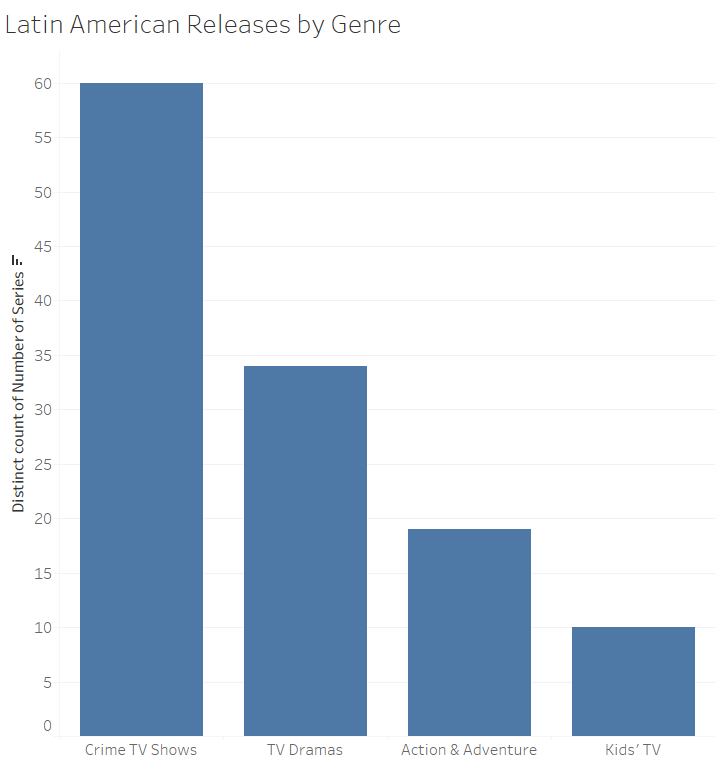 Latin American Releases by Genre
Distinct count of Number of Series
60
55
50
45
40
35
30
25
20
15
10
5
0
Crime TV Shows
TV Dramas
Action & Adventure
Kids’ TV